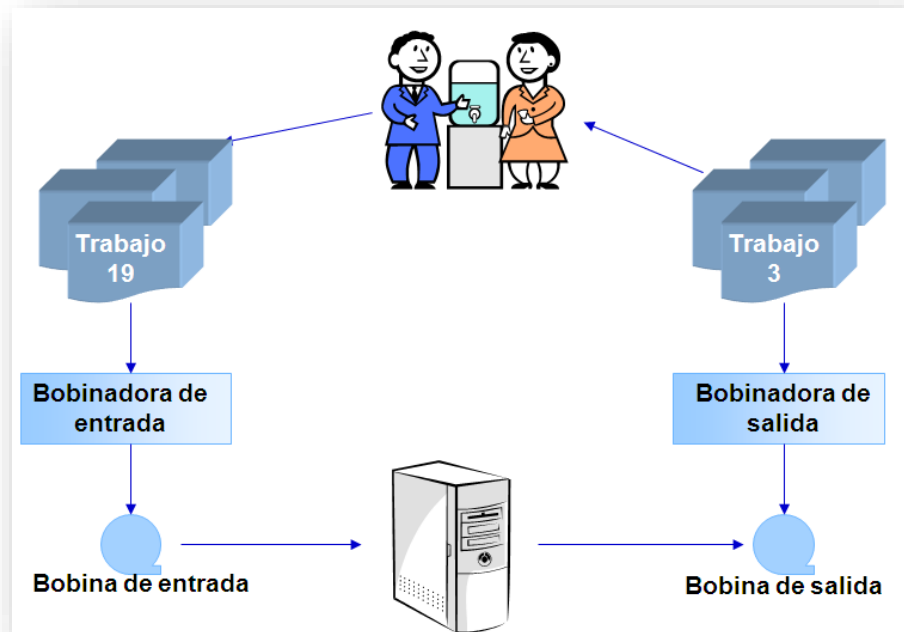 Trabajo
19
Trabajo
3
Bobinadora de
entrada
Bobinadora de
salida
Bobina de entrada
Bobina de salida